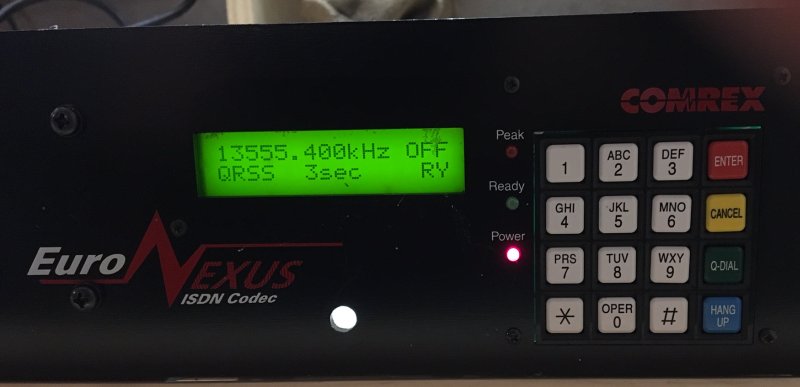 COMREX
13555.400kHz OFF
QRSS 3sec RY
Peak
Ready
Power
1
ABC 2
DEF 3
ENTER
GHI 4
JKL 5
MNO 6
CANCEL
PRS 7
TUV 8
WXY 9
Q-DIAL
*
OPER 0
#
HANG UP
Euro NEXUS
ISDN Codec